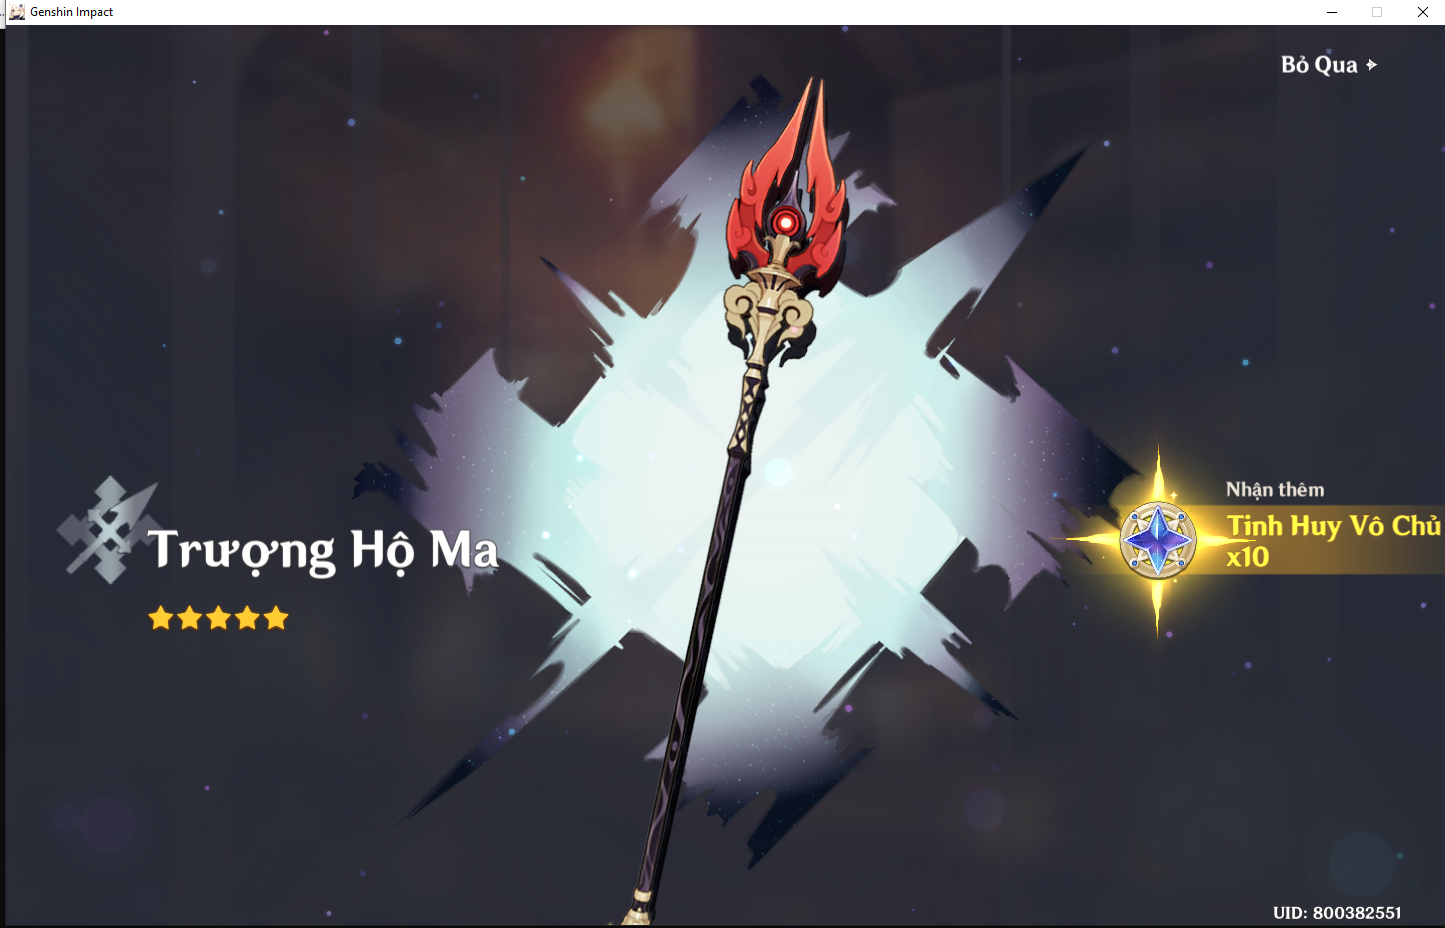 Genshin Impact
Bỏ Qua
Trượng Hộ Ma
Nhận thêm
Tinh Huy Vô Chủ
x10
UID: 800382551